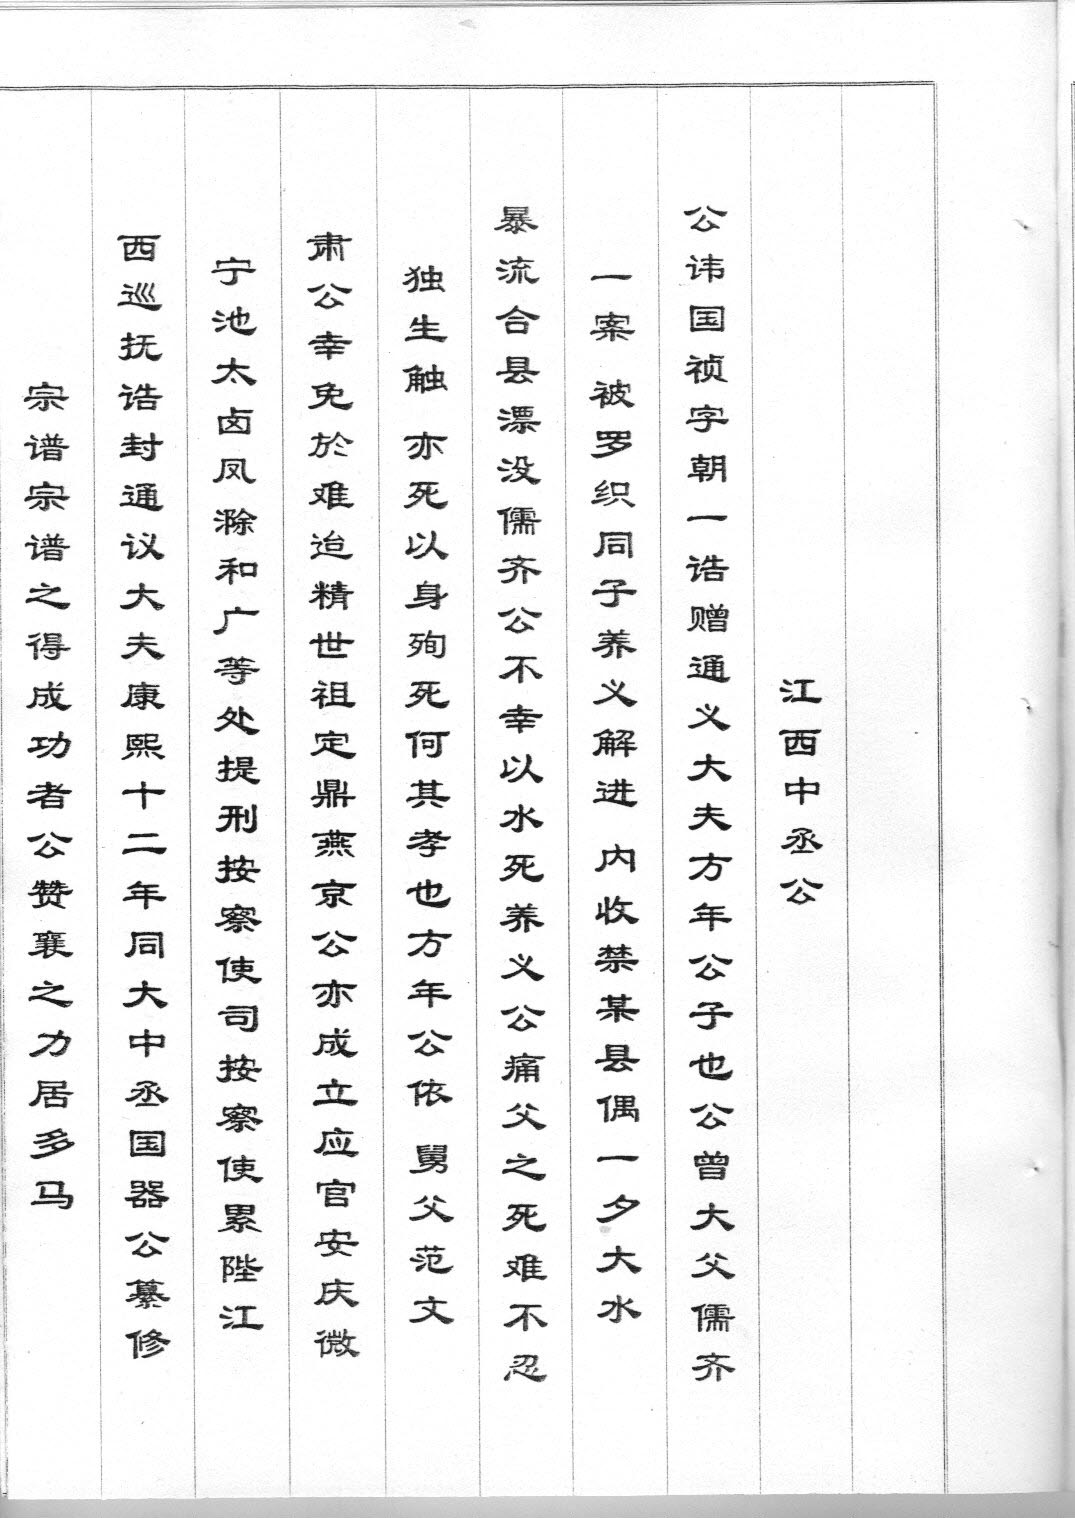 江西中丞公
公讳国祯字朝一诰赠通义大夫方年公子也公曾大父儒齐
一案 被罗织同子养义解进 内收禁某县偶一夕大水
暴流合县漂没儒齐公不幸以水死养义公痛父之死难不忍
独生触 亦死以身殉死何其孝也方年公依 舅父范文
肃公幸免於难迨精世祖定鼎燕京公亦成立应官安庆微
宁池太卤凤滁和广等处提刑按察使司按察使累陛江
西巡抚诰封通议大夫康熙十二年同大中丞国器公纂修
宗谱宗谱之得成功者公赞襄之力居多马